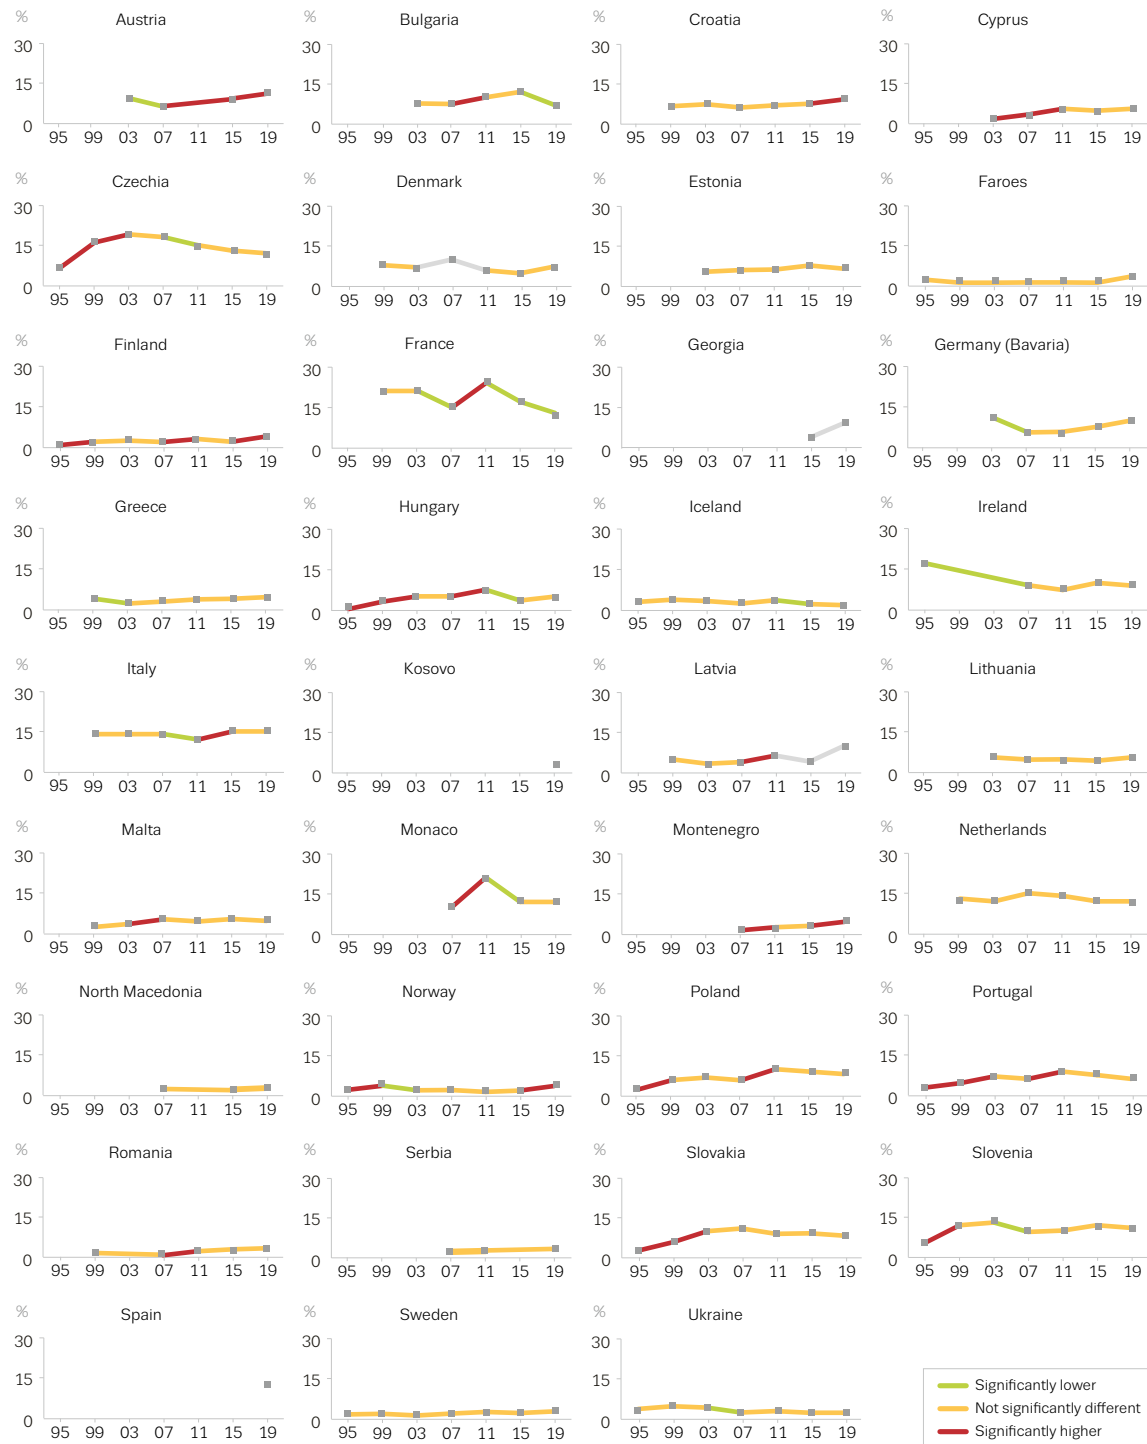 % % % %
Austria Bulgaria Croatia Cyprus
30 30 30 30
15 15 15 15
0 0 0 0
95 99 03 07 11 15 19 95 99 03 07 11 15 19 95 99 03 07 11 15 19 95 99 03 07 11 15 19
% % % %
Czechia Denmark Estonia Faroes
30 30 30 30
15 15 15 15
0 0 0 0
95 99 03 07 11 15 19 95 99 03 07 11 15 19 95 99 03 07 11 15 19 95 99 03 07 11 15 19
% % % %
Finland France Georgia Germany (Bavaria)
30 30 30 30
15 15 15 15
0 0 0 0
95 99 03 07 11 15 19 95 99 03 07 11 15 19 95 99 03 07 11 15 19 95 99 03 07 11 15 19
% % % %
Greece Hungary Iceland Ireland
30 30 30 30
15 15 15 15
0 0 0 0
95 99 03 07 11 15 19 95 99 03 07 11 15 19 95 99 03 07 11 15 19 95 99 03 07 11 15 19
% % % %
Italy Kosovo Latvia Lithuania
30 30 30 30
15 15 15 15
0 0 0 0
95 99 03 07 11 15 19 95 99 03 07 11 15 19 95 99 03 07 11 15 19 95 99 03 07 11 15 19
% % % %
Malta Monaco Montenegro Netherlands
30 30 30 30
15 15 15 15
0 0 0 0
95 99 03 07 11 15 19 95 99 03 07 11 15 19 95 99 03 07 11 15 19 95 99 03 07 11 15 19
% % % %
North Macedonia Norway Poland Portugal
30 30 30 30
15 15 15 15
0 0 0 0
95 99 03 07 11 15 19 95 99 03 07 11 15 19 95 99 03 07 11 15 19 95 99 03 07 11 15 19
% % % %
Romania Serbia Slovakia Slovenia
30 30 30 30
15 15 15 15
0 0 0 0
95 99 03 07 11 15 19 95 99 03 07 11 15 19 95 99 03 07 11 15 19 95 99 03 07 11 15 19
% % %
Spain Sweden Ukraine
30 30 30
15 15 15
0 0 0
95 99 03 07 11 15 19 95 99 03 07 11 15 19 95 99 03 07 11 15 19
Significantly lower
Not significantly different
Significantly higher